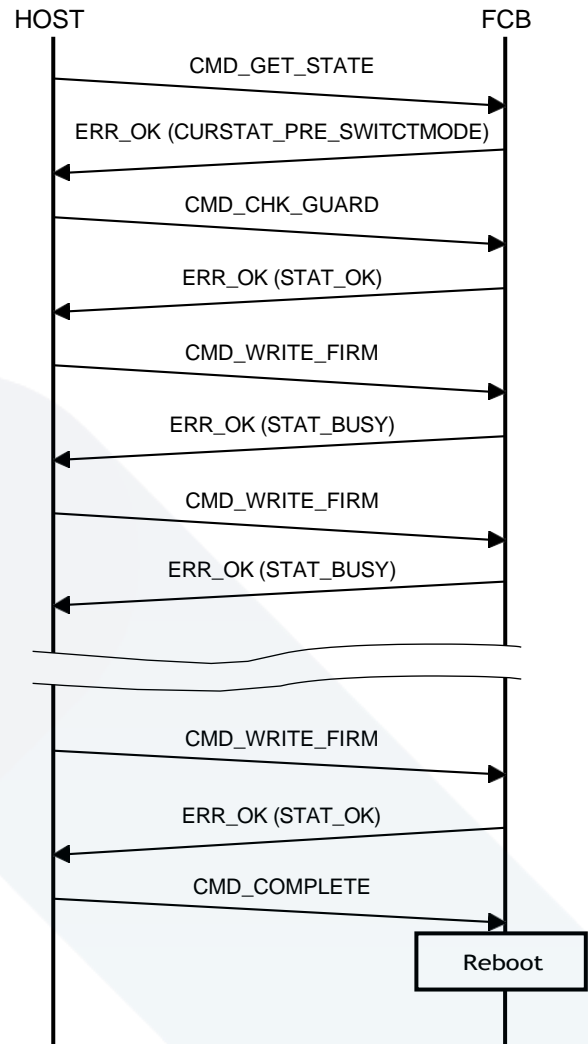 HOST
FCB
CMD_GET_STATE
ERR_OK (CURSTAT_PRE_SWITCTMODE)
CMD_CHK_GUARD
ERR_OK (STAT_OK)
CMD_WRITE_FIRM
ERR_OK (STAT_BUSY)
CMD_WRITE_FIRM
ERR_OK (STAT_BUSY)
CMD_WRITE_FIRM
ERR_OK (STAT_OK)
CMD_COMPLETE
Reboot